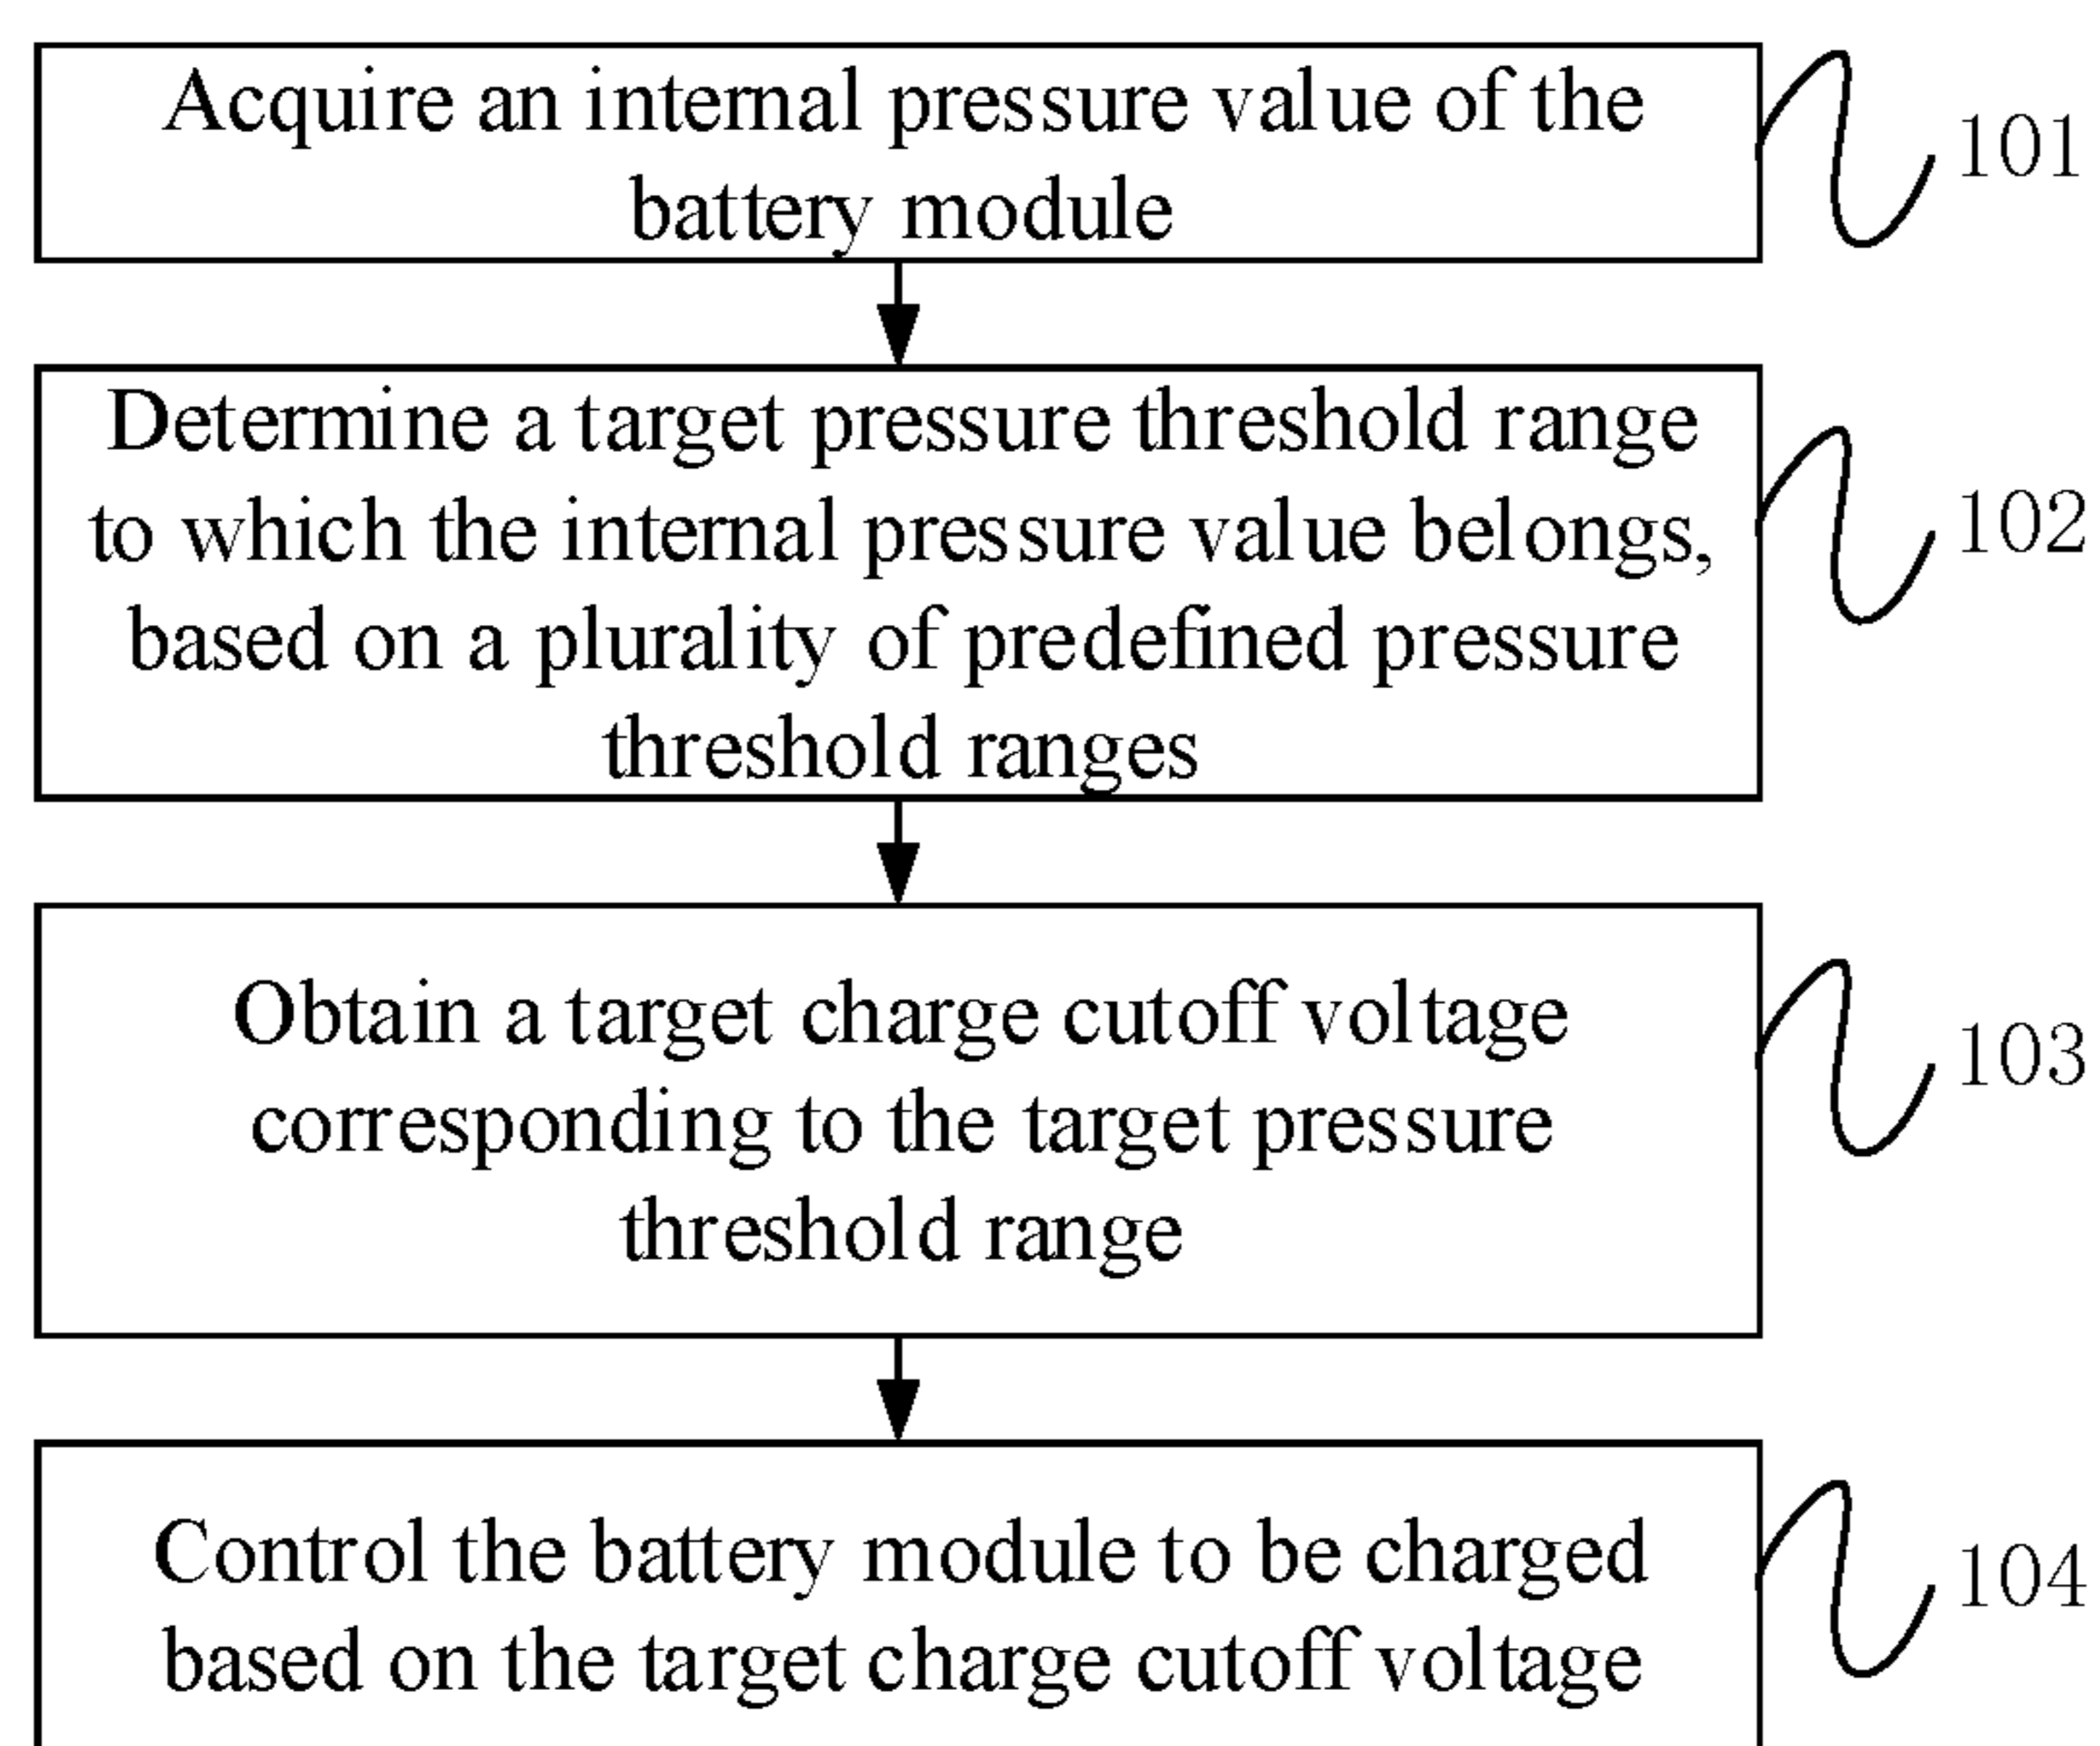 Acquire an internal pressure value of the
battery module
101
Determine a target pressure threshold range
to which the internal pressure value belongs,
based on a plurality of predefined pressure
threshold ranges
102
Obtain a target charge cutoff voltage
corresponding to the target pressure
threshold range
103
Control the battery module to be charged
based on the target charge cutoff voltage
104